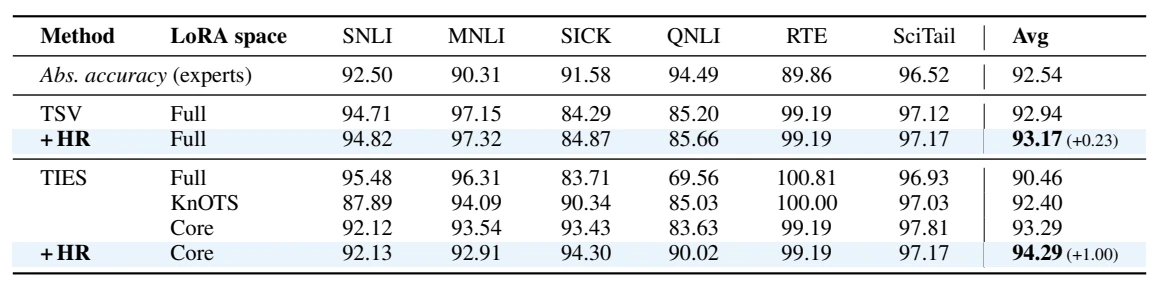 Method LoRA space SNLI MNLI SICK QNLI RTE SciTail Avg
Abs. accuracy (experts) 92.50 90.31 91.58 94.49 89.86 96.52 92.54
TSV Full 94.71 97.15 84.29 85.20 99.19 97.12 92.94
+ HR Full 94.82 97.32 84.87 85.66 99.19 97.17 93.17 (+0.23)
TIES Full 95.48 96.31 83.71 69.56 100.81 96.93 90.46
KnOTS 87.89 94.09 90.34 85.03 100.00 97.03 92.40
Core 92.12 93.54 93.43 83.63 99.19 97.81 93.29
+ HR Core 92.13 92.91 94.30 90.02 99.19 97.17 94.29 (+1.00)